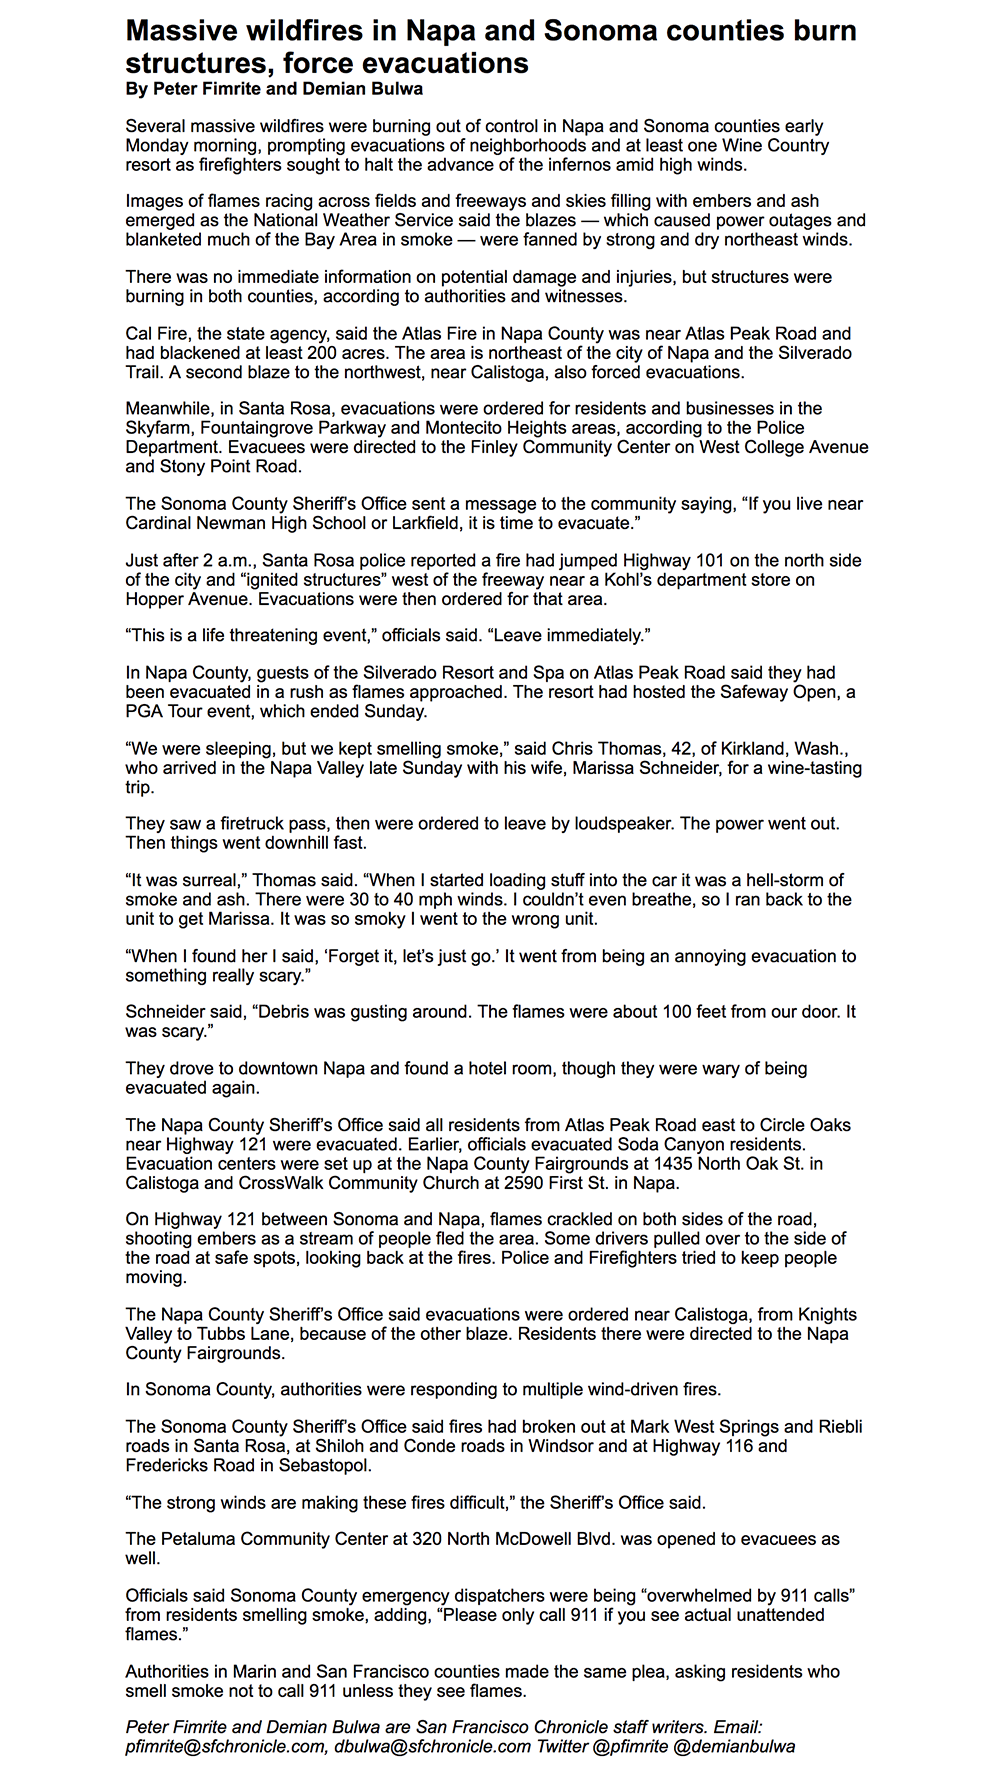 Massive wildfires in Napa and Sonoma counties burn
structures, force evacuations
By Peter Fimrite and Demian Bulwa
Several massive wildfires were burning out of control in Napa and Sonoma counties early
Monday morning, prompting evacuations of neighborhoods and at least one Wine Country
resort as firefighters sought to halt the advance of the infernos amid high winds.
Images of flames racing across fields and freeways and skies filling with embers and ash
emerged as the National Weather Service said the blazes — which caused power outages and
blanketed much of the Bay Area in smoke — were fanned by strong and dry northeast winds.
There was no immediate information on potential damage and injuries, but structures were
burning in both counties, according to authorities and witnesses.
Cal Fire, the state agency, said the Atlas Fire in Napa County was near Atlas Peak Road and
had blackened at least 200 acres. The area is northeast of the city of Napa and the Silverado
Trail. A second blaze to the northwest, near Calistoga, also forced evacuations.
Meanwhile, in Santa Rosa, evacuations were ordered for residents and businesses in the
Skyfarm, Fountaingrove Parkway and Montecito Heights areas, according to the Police
Department. Evacuees were directed to the Finley Community Center on West College Avenue
and Stony Point Road.
The Sonoma County Sheriff’s Office sent a message to the community saying, “If you live near
Cardinal Newman High School or Larkfield, it is time to evacuate.”
Just after 2 a.m., Santa Rosa police reported a fire had jumped Highway 101 on the north side
of the city and “ignited structures” west of the freeway near a Kohl’s department store on
Hopper Avenue. Evacuations were then ordered for that area.
“This is a life threatening event,” officials said. “Leave immediately.”
In Napa County, guests of the Silverado Resort and Spa on Atlas Peak Road said they had
been evacuated in a rush as flames approached. The resort had hosted the Safeway Open, a
PGA Tour event, which ended Sunday.
“We were sleeping, but we kept smelling smoke,” said Chris Thomas, 42, of Kirkland, Wash.,
who arrived in the Napa Valley late Sunday with his wife, Marissa Schneider, for a wine-tasting
trip.
They saw a firetruck pass, then were ordered to leave by loudspeaker. The power went out.
Then things went downhill fast.
“It was surreal,” Thomas said. “When I started loading stuff into the car it was a hell-storm of
smoke and ash. There were 30 to 40 mph winds. I couldn’t even breathe, so I ran back to the
unit to get Marissa. It was so smoky I went to the wrong unit.
“When I found her I said, ‘Forget it, let’s just go.’ It went from being an annoying evacuation to
something really scary.”
Schneider said, “Debris was gusting around. The flames were about 100 feet from our door. It
was scary.”
They drove to downtown Napa and found a hotel room, though they were wary of being
evacuated again.
The Napa County Sheriff’s Office said all residents from Atlas Peak Road east to Circle Oaks
near Highway 121 were evacuated. Earlier, officials evacuated Soda Canyon residents.
Evacuation centers were set up at the Napa County Fairgrounds at 1435 North Oak St. in
Calistoga and CrossWalk Community Church at 2590 First St. in Napa.
On Highway 121 between Sonoma and Napa, flames crackled on both sides of the road,
shooting embers as a stream of people fled the area. Some drivers pulled over to the side of
the road at safe spots, looking back at the fires. Police and Firefighters tried to keep people
moving.
The Napa County Sheriff’s Office said evacuations were ordered near Calistoga, from Knights
Valley to Tubbs Lane, because of the other blaze. Residents there were directed to the Napa
County Fairgrounds.
In Sonoma County, authorities were responding to multiple wind-driven fires.
The Sonoma County Sheriff’s Office said fires had broken out at Mark West Springs and Riebli
roads in Santa Rosa, at Shiloh and Conde roads in Windsor and at Highway 116 and
Fredericks Road in Sebastopol.
“The strong winds are making these fires difficult,” the Sheriff’s Office said.
The Petaluma Community Center at 320 North McDowell Blvd. was opened to evacuees as
well.
Officials said Sonoma County emergency dispatchers were being “overwhelmed by 911 calls”
from residents smelling smoke, adding, “Please only call 911 if you see actual unattended
flames.”
Authorities in Marin and San Francisco counties made the same plea, asking residents who
smell smoke not to call 911 unless they see flames.
Peter Fimrite and Demian Bulwa are San Francisco Chronicle staff writers. Email:
pfimrite@sfchronicle.com, dbulwa@sfchronicle.com Twitter @pfimrite @demianbulwa